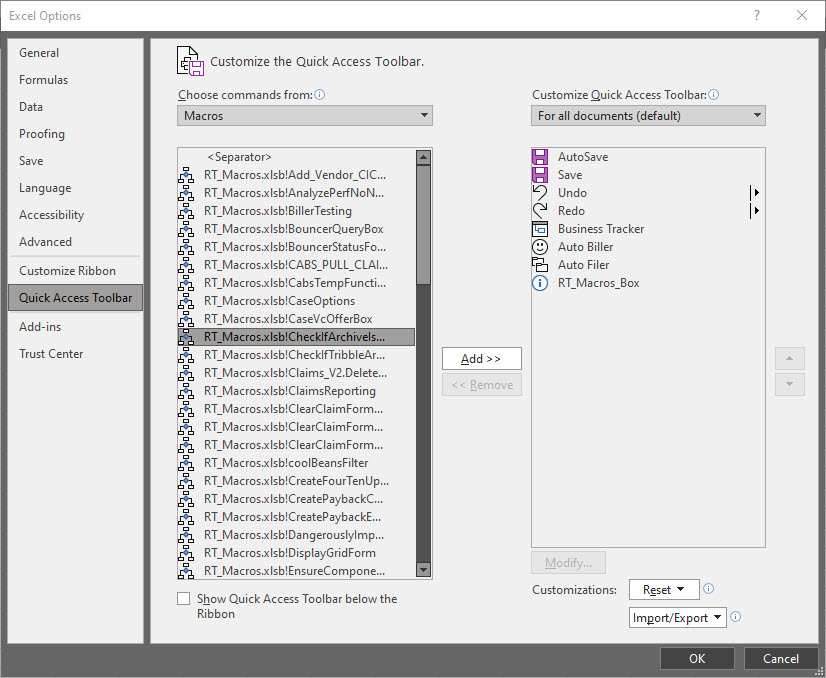 Excel Options
General
Formulas
Data
Proofing
Save
Language
Accessibility
Advanced
Customize Ribbon
Quick Access Toolbar
Add-ins
Trust Center
Customize the Quick Access Toolbar.
Choose commands from:
Macros
<Separator>
RT_Macros.xlsb!Add_Vendor_CIC...
RT_Macros.xlsb!AnalyzePerfNoN...
RT_Macros.xlsb!BillerTesting
RT_Macros.xlsb!BouncerQueryBox
RT_Macros.xlsb!BouncerStatusFo...
RT_Macros.xlsb!CABS_PULL_CLAI...
RT_Macros.xlsb!CabsTempFuncti...
RT_Macros.xlsb!CaseOptions
RT_Macros.xlsb!CaseVcOfferBox
RT_Macros.xlsb!CheckIfArchiveIs...
RT_Macros.xlsb!CheckIfTribbleAr...
RT_Macros.xlsb!Claims_V2.Delete...
RT_Macros.xlsb!ClaimsReporting
RT_Macros.xlsb!ClearClaimForm...
RT_Macros.xlsb!ClearClaimForm...
RT_Macros.xlsb!ClearClaimForm...
RT_Macros.xlsb!coolBeansFilter
RT_Macros.xlsb!CreateFourTenUp...
RT_Macros.xlsb!CreatePaybackC...
RT_Macros.xlsb!CreatePaybackE...
RT_Macros.xlsb!DangerouslyImp...
RT_Macros.xlsb!DisplayGridForm
RT_Macros.xlsb!EnsureCompone...
Show Quick Access Toolbar below the
Ribbon
Add >>
<< Remove
Customize Quick Access Toolbar:
For all documents (default)
AutoSave
Save
Undo
Redo
Business Tracker
Auto Biller
Auto Filer
RT_Macros_Box
Modify...
Customizations:
Reset
Import/Export
OK
Cancel